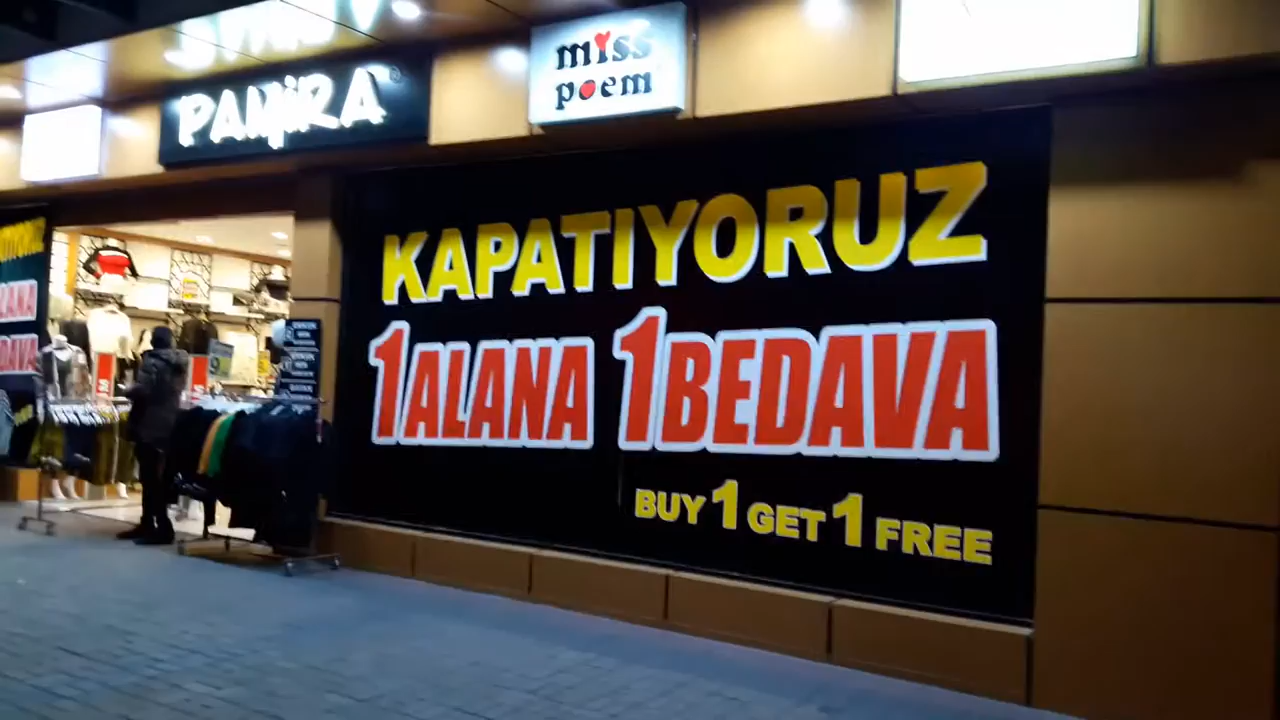 PAMiRA
miss
poem
KAPATIYORUZ
1 ALANA 1 BEDAVA
BUY 1 GET 1 FREE